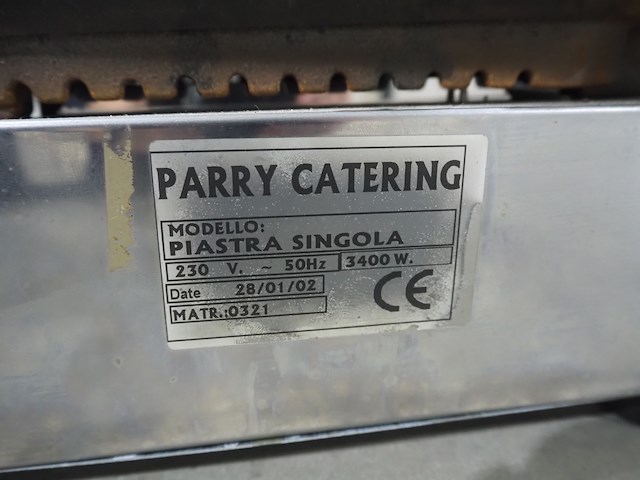 PARRY CATERING
MODELLO:
PIASTRA SINGOLA
230 V. ~ 50Hz 3400 W.
Date 28/01/02
MATR.:0321
CE